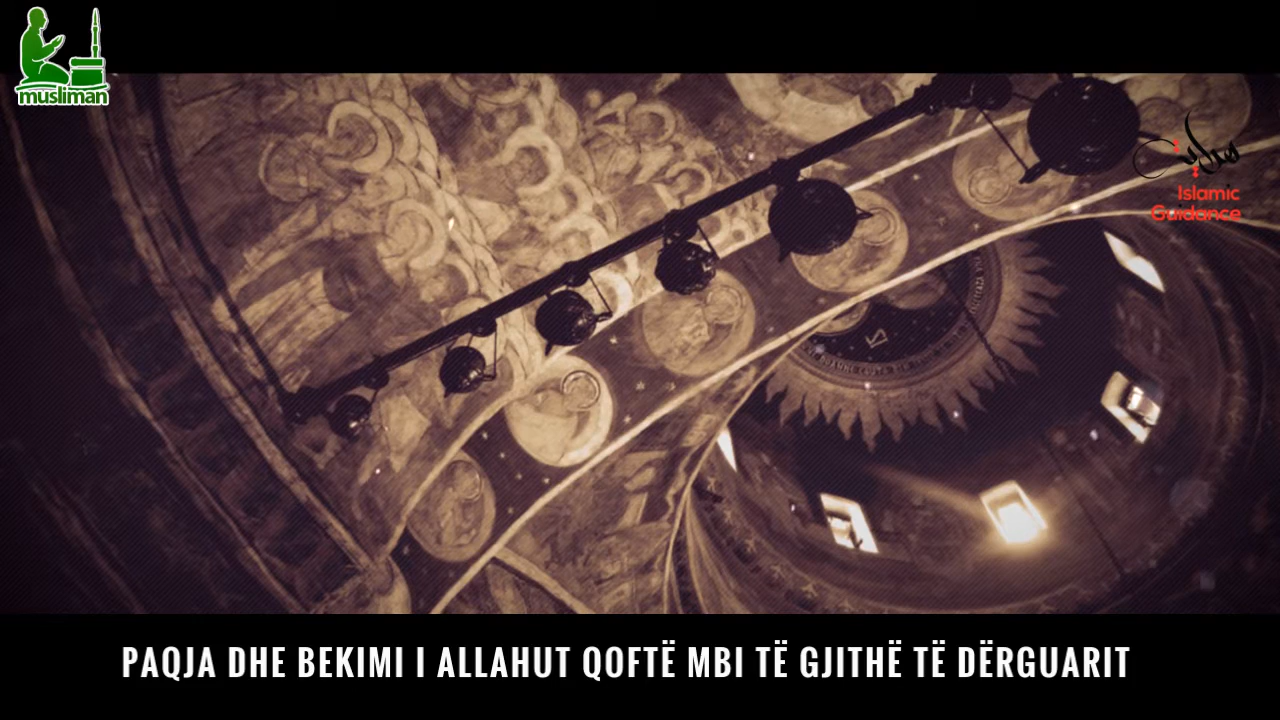 musliman
Islamic
Guidance
PAQJA DHE BEKIMI I ALLAHUT QOFTË MBI TË GJITHË TË DËRGUARIT